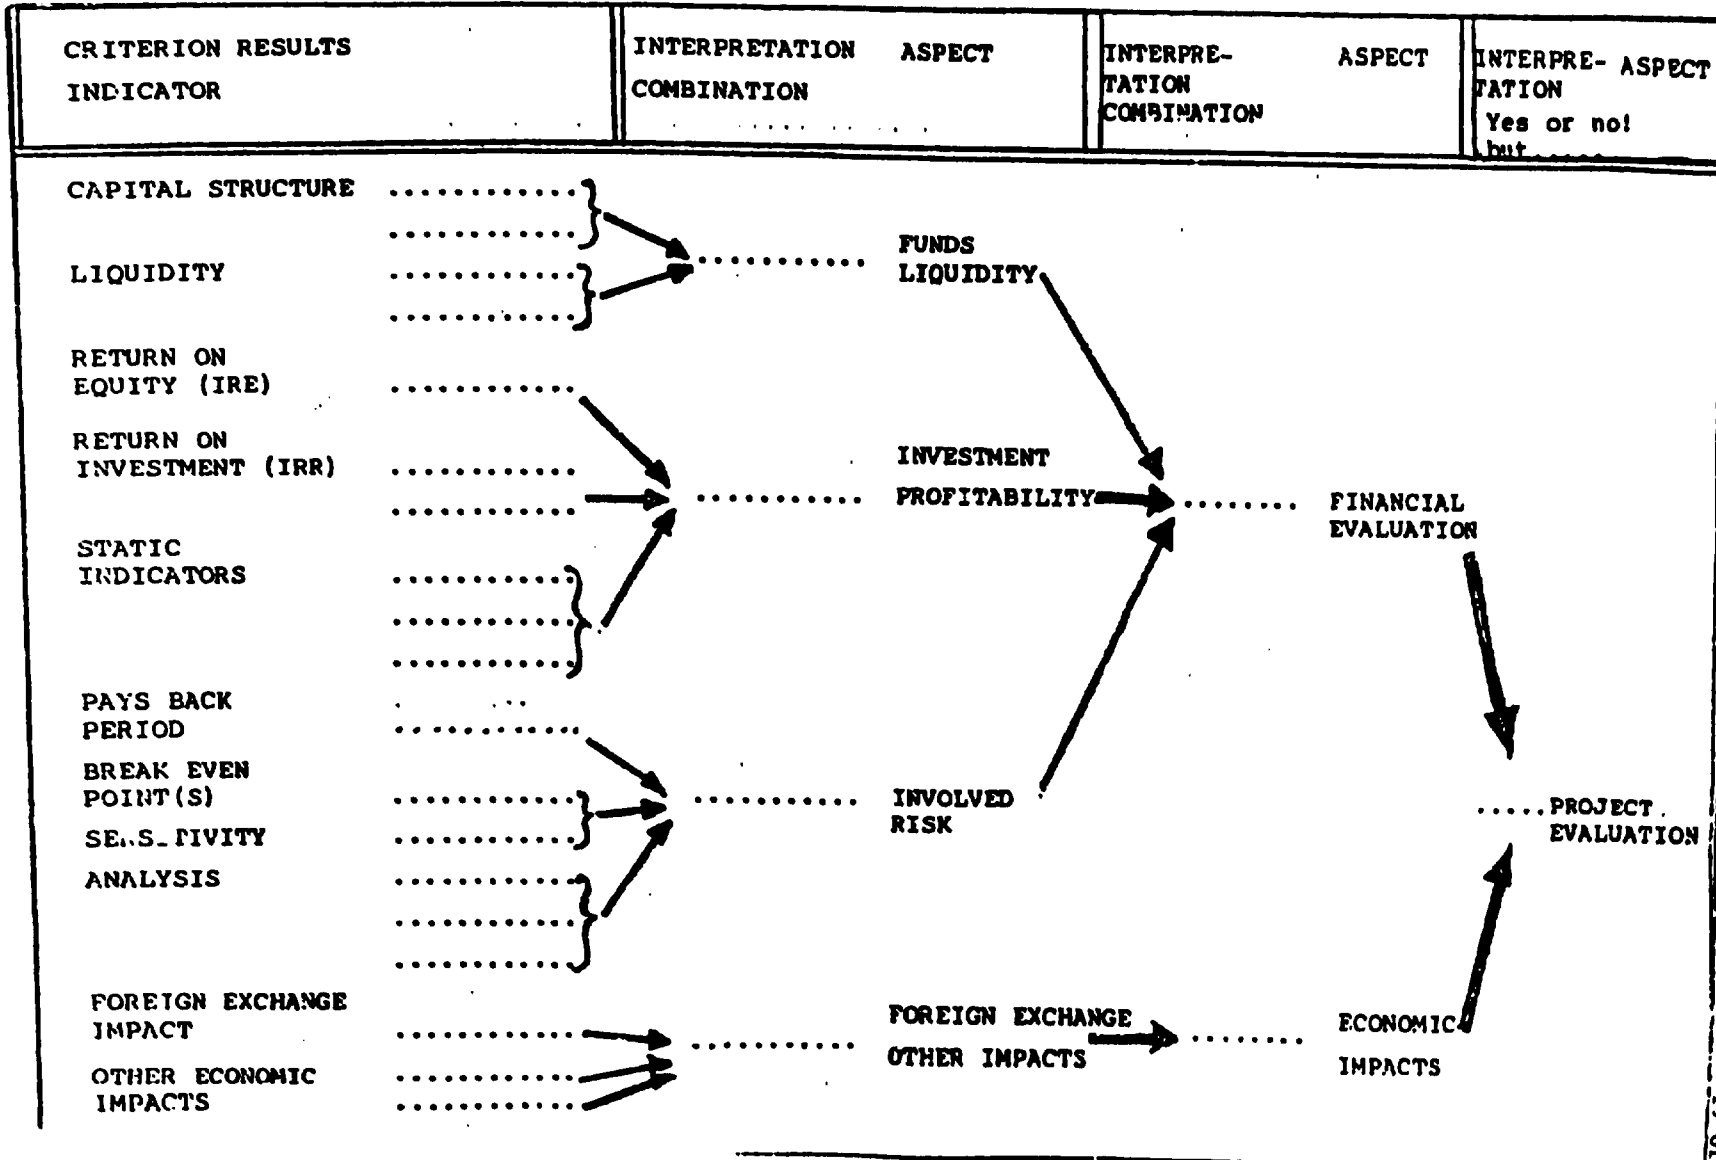 CRITERION RESULTS
INDICATOR
INTERPRETATION ASPECT
COMBINATION
INTERPRE- ASPECT
TATION
COMBINATION
INTERPRE- ASPECT
TATION
Yes or no!
but.....
CAPITAL STRUCTURE ...........
...........
LIQUIDITY ...........
...........
RETURN ON
EQUITY (IRE) ...........
RETURN ON
INVESTMENT (IRR) ...........
...........
STATIC
INDICATORS ...........
...........
...........
PAYS BACK
PERIOD ...........
BREAK EVEN
POINT(S) ...........
...........
ANALYSIS ...........
...........
...........
FOREIGN EXCHANGE
IMPACT ...........
OTHER ECONOMIC
IMPACTS ...........
...........
.......... FUNDS
LIQUIDITY
INVESTMENT
.......... PROFITABILITY
.......... INVOLVED
RISK
FOREIGN EXCHANGE
.......... OTHER IMPACTS
....... FINANCIAL
EVALUATION
....... ECONOMIC
IMPACTS
.....PROJECT
EVALUATION